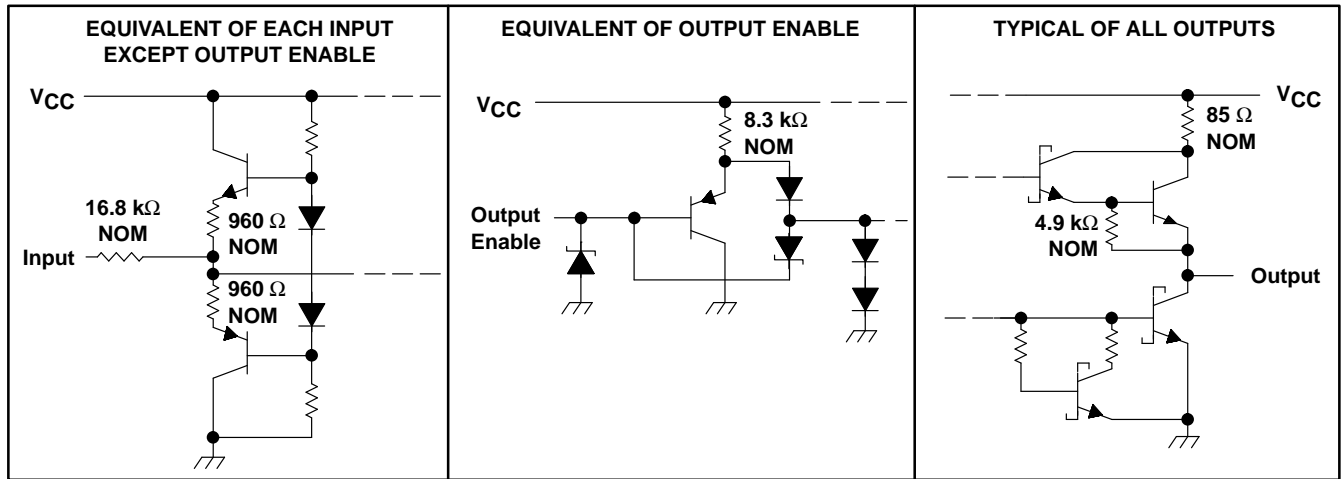 EQUIVALENT OF EACH INPUT
EXCEPT OUTPUT ENABLE
VCC
16.8 kΩ
NOM
960 Ω
NOM
Input
960 Ω
NOM
EQUIVALENT OF OUTPUT ENABLE
VCC
8.3 kΩ
NOM
Output
Enable
TYPICAL OF ALL OUTPUTS
VCC
85 Ω
NOM
4.9 kΩ
NOM
Output